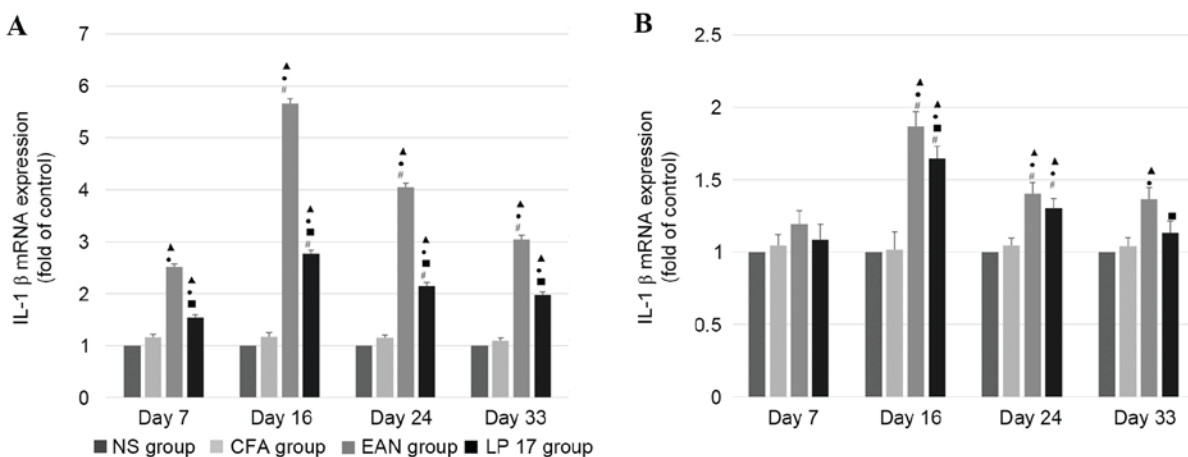 A
IL-1 β mRNA expression
(fold of control)
7
6
5
4
3
2
1
0
#
#
#
#
#
Day 7
Day 16
Day 24
Day 33
NS group
CFA group
EAN group
LP 17 group
B
IL-1 β mRNA expression
(fold of control)
2.5
2
1.5
1
0.5
0
#
#
#
#
Day 7
Day 16
Day 24
Day 33